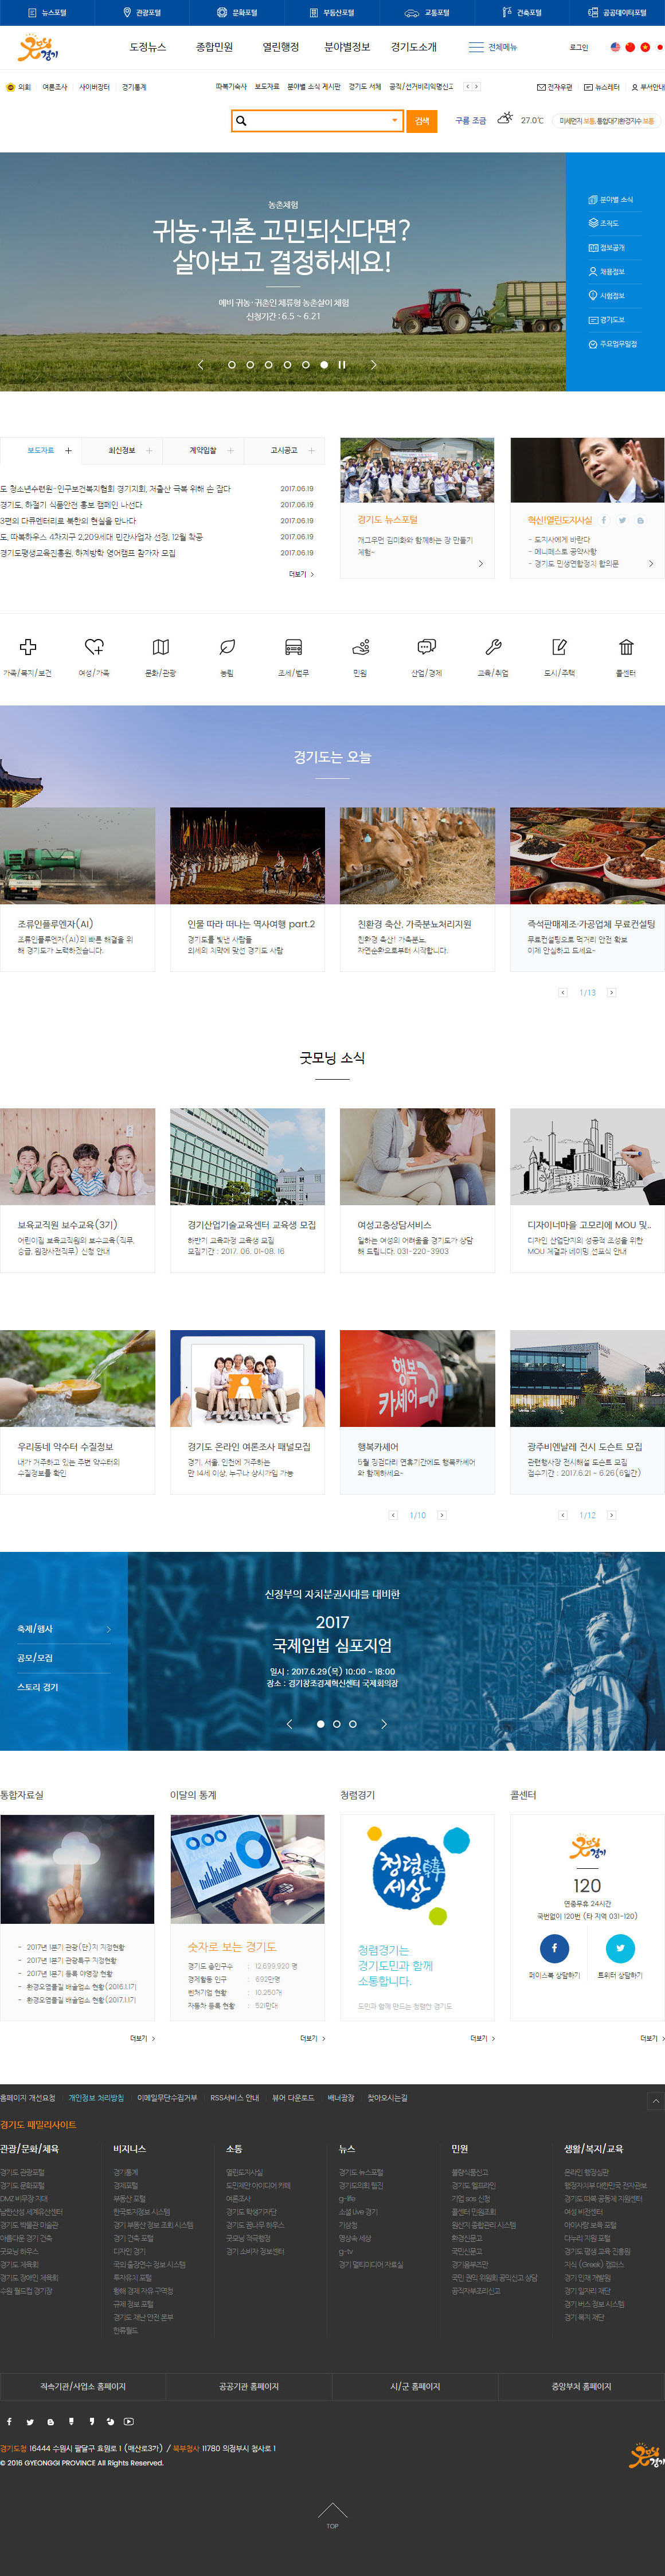 뉴스포털 관광포털 문화포털 부동산포털 교통포털 건축포털 공공데이터포털
굿모닝 경기 도정뉴스 종합민원 열린행정 분야별정보 경기도소개 전체메뉴 로그인
의회 여론조사 사이버장터 경기통계 따복기숙사 보도자료 분야별 소식 게시판 경기도 서체 공직/선거비리익명신고 전자우편 뉴스레터 부서안내
검색 구름 조금 27.0℃ 미세먼지 보통, 통합대기환경지수 보통
농촌체험
귀농·귀촌 고민되신다면?
살아보고 결정하세요!
예비 귀농·귀촌인 체류형 농촌살이 체험
신청기간 : 6.5 ~ 6.21
분야별 소식
조직도
정보공개
채용정보
시험정보
경기도보
주요업무일정
보도자료 최신정보 계약입찰 고시공고
도 청소년수련원-인구보건복지협회 경기지회, 저출산 극복 위해 손 잡다 2017.06.19
경기도, 하절기 식품안전 홍보 캠페인 나선다 2017.06.19
3편의 다큐멘터리로 북한의 현실을 만나다 2017.06.19
도, 따복하우스 4차지구 2,209세대 민간사업자 선정, 12월 착공 2017.06.19
경기도평생교육진흥원, 하계방학 영어캠프 참가자 모집 2017.06.19
더보기
경기도 뉴스포털
개그우먼 김미화와 함께하는 장 만들기
체험~
혁신!열린도지사실
- 도지사에게 바란다
- 메니페스토 공약사항
- 경기도 민생연합정치 합의문
가족/복지/보건 여성/가족 문화/관광 농림 조세/법무 민원 산업/경제 교육/취업 도시/주택 콜센터
경기도는 오늘
조류인플루엔자(AI)
조류인플루엔자(AI)의 빠른 해결을 위
해 경기도가 노력하겠습니다.
인물 따라 떠나는 역사여행 part.2
경기도를 빛낸 사람들
외세의 침략에 맞선 경기도 사람
친환경 축산, 가축분뇨처리지원
친환경 축산! 가축분뇨,
자연순환으로부터 시작합니다.
즉석판매제조·가공업체 무료컨설팅
무료컨설팅으로 먹거리 안전 확보
이제 안심하고 드세요~
1/13
굿모닝 소식
보육교직원 보수교육(3기)
어린이집 보육교직원의 보수교육(직무,
승급, 원장사전직무) 신청 안내
경기산업기술교육센터 교육생 모집
하반기 교육과정 교육생 모집
모집기간 : 2017. 06. 01~08. 16
여성고충상담서비스
일하는 여성의 어려움을 경기도가 상담
해 드립니다. 031-220-3903
디자이너마을 고모리에 MOU 및..
디자인 산업단지의 성공적 조성을 위한
MOU 체결과 네이밍 선포식 안내
행복
카셰어
우리동네 약수터 수질정보
내가 거주하고 있는 주변 약수터의
수질정보를 확인
경기도 온라인 여론조사 패널모집
경기, 서울, 인천에 거주하는
만 14세 이상, 누구나 상시가입 가능
행복카셰어
5월 징검다리 연휴기간에도 행복카셰어
와 함께하세요~
광주비엔날레 전시 도슨트 모집
관련행사장 전시해설 도슨트 모집
접수기간 : 2017.6.21 - 6.26(6일간)
1/10 1/12
축제/행사
공모/모집
스토리 경기
신정부의 자치분권시대를 대비한
2017
국제입법 심포지엄
일시 : 2017.6.29(목) 10:00 ~ 18:00
장소 : 경기창조경제혁신센터 국제회의장
통합자료실 이달의 통계 청렴경기 콜센터
- 2017년 1분기 관광(단)지 지정현황
- 2017년 1분기 관광특구 지정현황
- 2017년 1분기 등록 야영장 현황
- 환경오염물질 배출업소 현황(2016.1.1기)
- 환경오염물질 배출업소 현황(2017.1.1기)
숫자로 보는 경기도
경기도 총인구수 : 12,699,920 명
경제활동 인구 : 692만명
벤처기업 현황 : 10,250개
자동차 등록 현황 : 521만대
청렴韓세상
청렴경기는
경기도민과 함께
소통합니다.
도민과 함께 만드는 청렴한 경기도
굿모닝 경기
120
연중무휴 24시간
국번없이 120번 (타 지역 031-120)
페이스북 상담하기 트위터 상담하기
더보기 더보기 더보기 더보기
홈페이지 개선요청 개인정보 처리방침 이메일무단수집거부 RSS서비스 안내 뷰어 다운로드 배너광장 찾아오시는길
경기도 패밀리사이트
관광/문화/체육
경기도 관광포털
경기도 문화포털
DMZ 비무장 지대
남한산성 세계유산센터
경기도 박물관 미술관
아름다운 경기 건축
굿모닝 하우스
경기도 체육회
경기도 장애인 체육회
수원 월드컵 경기장
비지니스
경기통계
경제포털
부동산 포털
한국토지정보 시스템
경기 부동산 정보 조회 시스템
경기 건축 포털
디자인 경기
국외 출장연수 정보 시스템
투자유치 포털
황해 경제 자유 구역청
규제 정보 포털
경기도 재난 안전 본부
한류월드
소통
열린도지사실
도민제안 아이디어 카페
여론조사
경기도 학생기자단
경기도 꿈나무 하우스
굿모닝 적극행정
경기 소비자 정보센터
뉴스
경기도 뉴스포털
경기도의회 웹진
g-life
소셜 Live 경기
기상청
영상속 세상
g-tv
경기 멀티미디어 자료실
민원
불량식품신고
경기도 헬프라인
기업 sos 신청
콜센터 민원조회
원산지 종합관리 시스템
환경신문고
국민신문고
경기옴부즈만
국민 권익 위원회 공익신고 상담
공직자부조리신고
생활/복지/교육
온라인 행정심판
행정자치부 대한민국 전자관보
경기도 따복 공동체 지원센터
여성 비전센터
아이사랑 보육 포털
다누리 지원 포털
경기도 평생 교육 진흥원
지식 (Greek) 캠퍼스
경기 인재 개발원
경기 일자리 재단
경기 버스 정보 시스템
경기 복지 재단
직속기관/사업소 홈페이지 공공기관 홈페이지 시/군 홈페이지 중앙부처 홈페이지
경기도청 16444 수원시 팔달구 효원로 1 (매산로3가) / 북부청사 11780 의정부시 청사로 1
© 2016 GYEONGGI PROVINCE All Rights Reserved.
굿모닝 경기
TOP